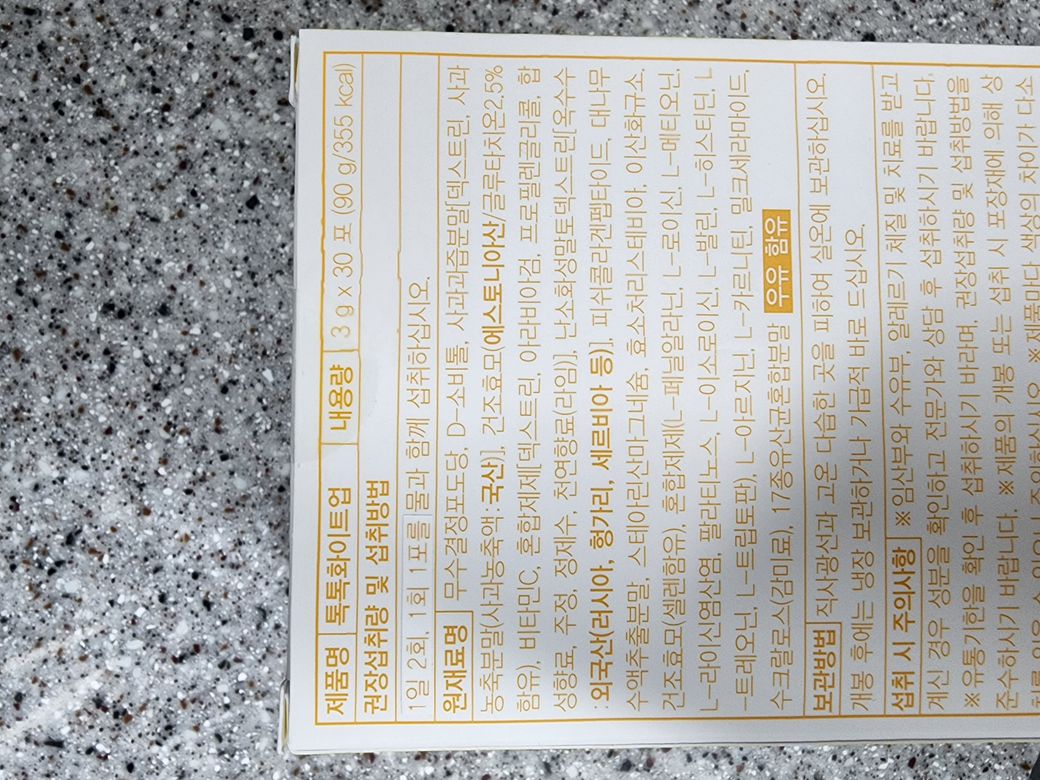 제품명 톡톡화이트업 내용량 3 g x 30 포 (90 g/355 kcal)
권장섭취량 및 섭취방법
1일 2회, 1회 1포를 물과 함께 섭취하십시오.
원재료명 무수결정포도당, D-소비톨, 사과과즙분말[덱스트린, 사과
농축분말(사과농축액:국산)], 건조효모(에스토니아산/글루타치온2.5%
함유), 비타민C, 혼합제제[덱스트린, 아라비아검, 프로필렌글리콜, 합
성향료, 주정, 정제수, 천연향료(라임)], 난소화성말토덱스트린[옥수수
:외국산(러시아, 헝가리, 세르비아 등)], 피쉬콜라겐펩타이드, 대나무
수액추출분말, 스테아린산마그네슘, 효소처리스테비아, 이산화규소,
건조효모(셀렌함유), 혼합제제(L-페닐알라닌, L-로이신, L-메티오닌,
L-라이신염산염, 팔라티노스, L-이소로이신, L-발린, L-히스티딘, L
-트레오닌, L-트립토판), L-아르지닌, L-카르니틴, 밀크세라마이드,
수크랄로스(감미료), 17종유산균혼합분말 우유 함유
보관방법 직사광선과 고온 다습한 곳을 피하여 실온에 보관하십시오.
개봉 후에는 냉장 보관하거나 가급적 바로 드십시오.
섭취 시 주의사항 ※임산부와 수유부, 알레르기 체질 및 치료를 받고
계신 경우 성분을 확인하고 전문가와 상담 후 섭취하시기 바랍니다.
※유통기한을 확인 후 섭취하시기 바라며, 권장섭취량 및 섭취방법을
준수하시기 바랍니다. ※제품의 개봉 또는 섭취 시 포장재에 의해 상
주의하십시오. ※제품마다 색상의 차이가 다소